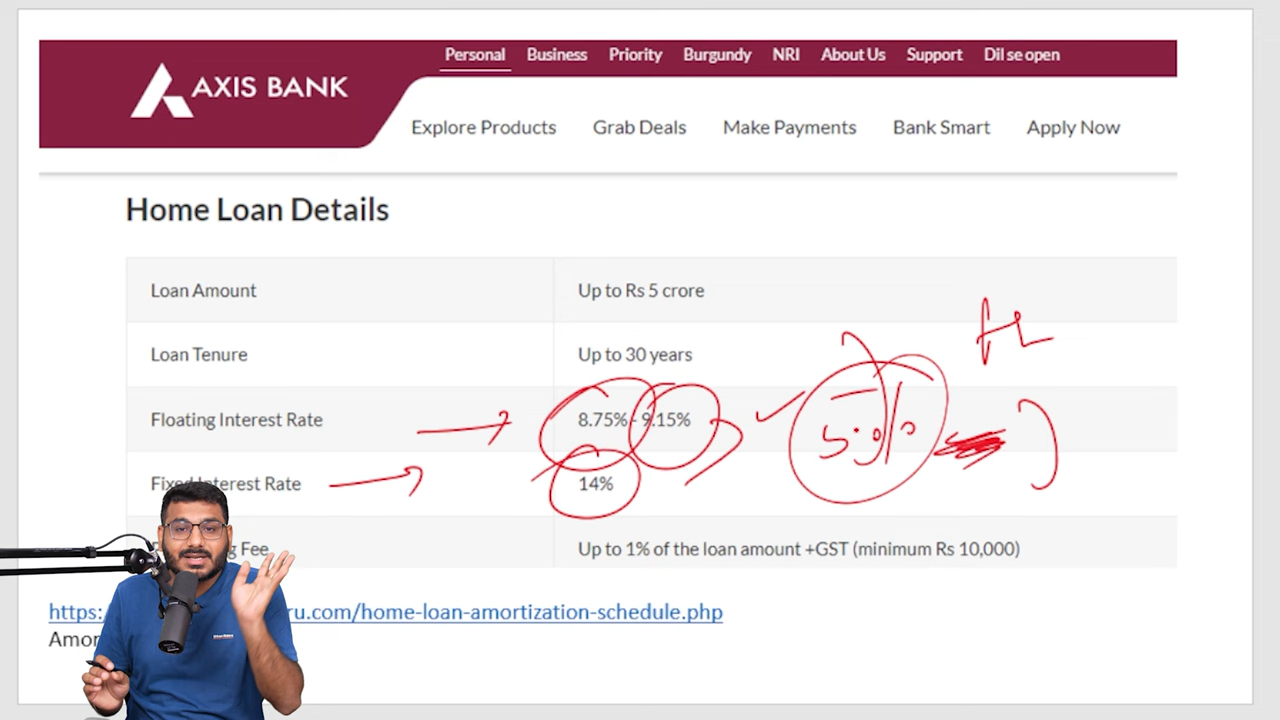 Personal Business Priority Burgundy NRI About Us Support Dil se open
AXIS BANK
Explore Products Grab Deals Make Payments Bank Smart Apply Now
Home Loan Details
Loan Amount Up to Rs 5 crore
Loan Tenure Up to 30 years
Floating Interest Rate 8.75% - 9.15%
Fixed Interest Rate 14%
Fee Up to 1% of the loan amount +GST (minimum Rs 10,000)
https: ru.com/home-loan-amortization-schedule.php
Amor